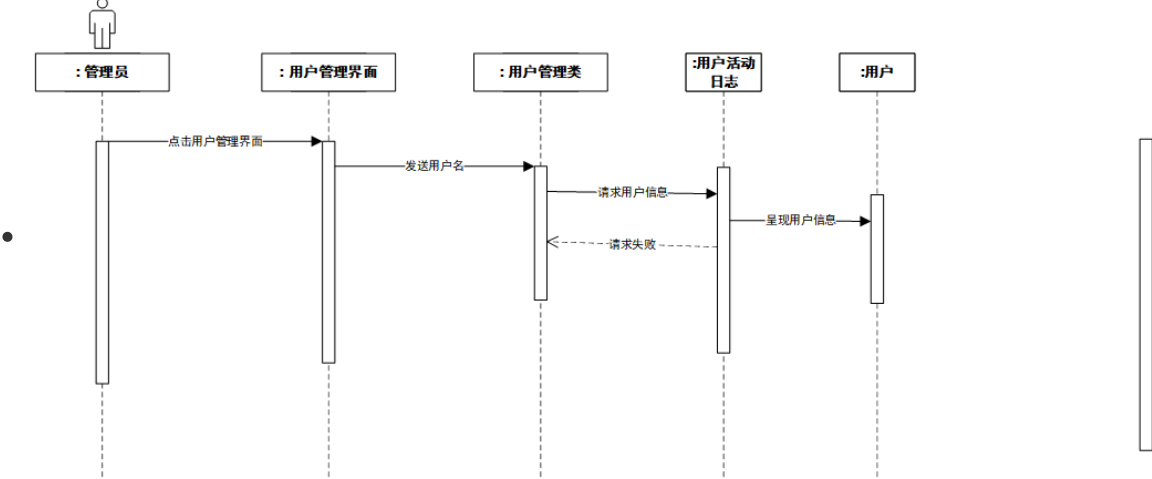 : 管理员
: 用户管理界面
: 用户管理类
:用户活动
日志
:用户
点击用户管理界面
发送用户名
请求用户信息
呈现用户信息
请求失败